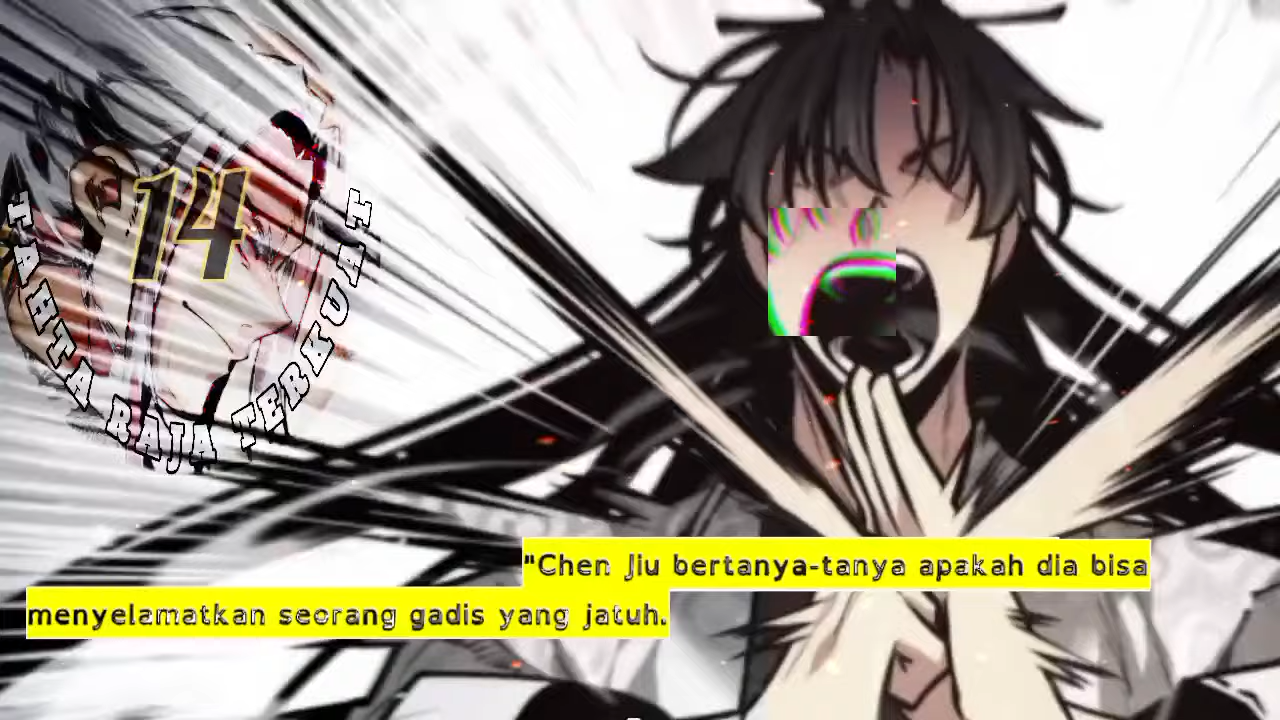 14
TAHTA RAJA TERKUAT
"Chen Jiu bertanya-tanya apakah dia bisa
menyelamatkan seorang gadis yang jatuh.